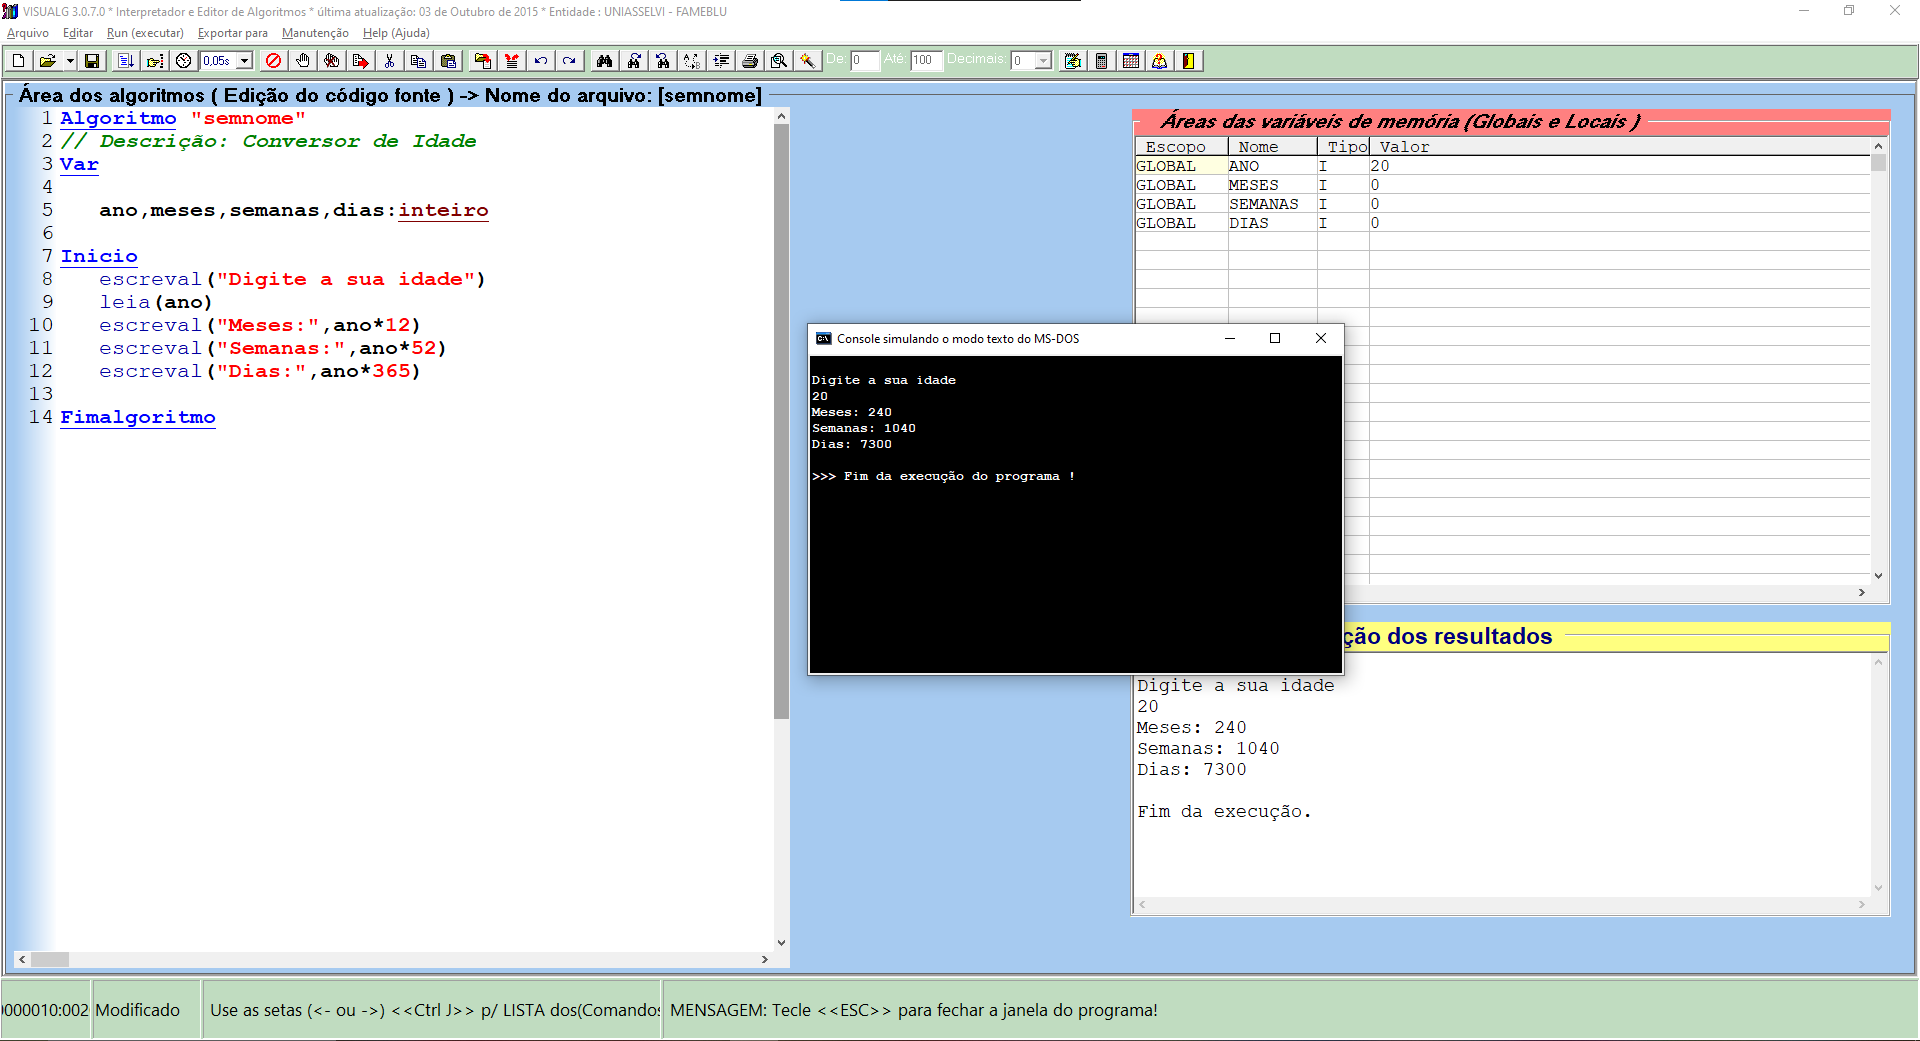 VISUALG 3.0.7.0 * Interpretador e Editor de Algoritmos * última atualização: 03 de Outubro de 2015 * Entidade : UNIASSELVI - FAMEBLU
Arquivo Editar Run (executar) Exportar para Manutenção Help (Ajuda)
0,05s De: 0 Até: 100 Decimais: 0
Área dos algoritmos ( Edição do código fonte ) -> Nome do arquivo: [semnome]
1 Algoritmo "semnome"
2 // Descrição: Conversor de Idade
3 Var
4
5 ano,meses,semanas,dias:inteiro
6
7 Inicio
8 escreval("Digite a sua idade")
9 leia(ano)
10 escreval("Meses:",ano*12)
11 escreval("Semanas:",ano*52)
12 escreval("Dias:",ano*365)
13
14 Fimalgoritmo
Áreas das variáveis de memória (Globais e Locais )
Escopo Nome Tipo Valor
GLOBAL ANO I 20
GLOBAL MESES I 0
GLOBAL SEMANAS I 0
GLOBAL DIAS I 0
Console simulando o modo texto do MS-DOS
Digite a sua idade
20
Meses: 240
Semanas: 1040
Dias: 7300
>>> Fim da execução do programa !
ção dos resultados
Digite a sua idade
20
Meses: 240
Semanas: 1040
Dias: 7300
Fim da execução.
000010:002 Modificado Use as setas (<- ou ->) <<Ctrl J>> p/ LISTA dos(Comandos MENSAGEM: Tecle <<ESC>> para fechar a janela do programa!